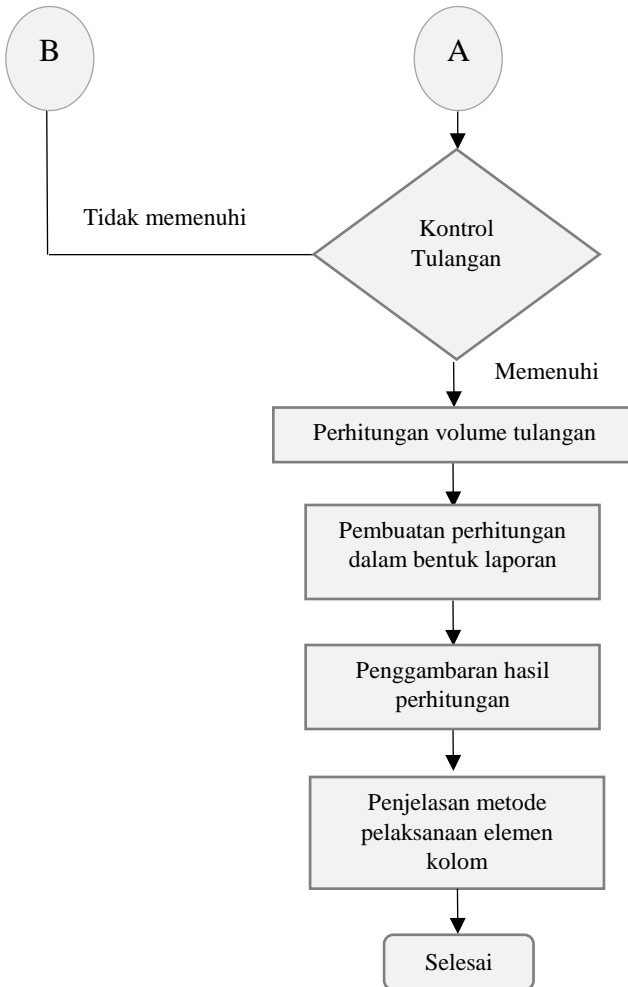 B
A
Tidak memenuhi
Kontrol
Tulangan
Memenuhi
Perhitungan volume tulangan
Pembuatan perhitungan
dalam bentuk laporan
Penggambaran hasil
perhitungan
Penjelasan metode
pelaksanaan elemen
kolom
Selesai